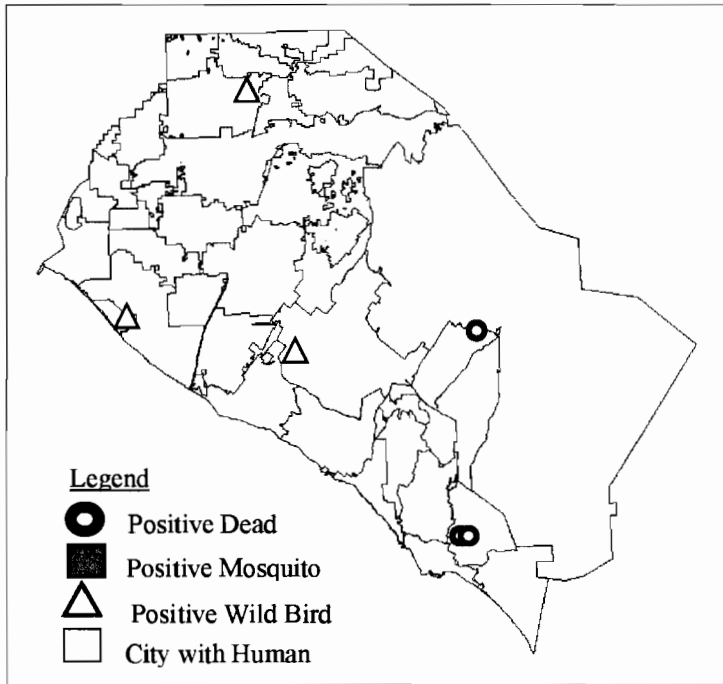 Legend
Positive Dead
Positive Mosquito
Positive Wild Bird
City with Human